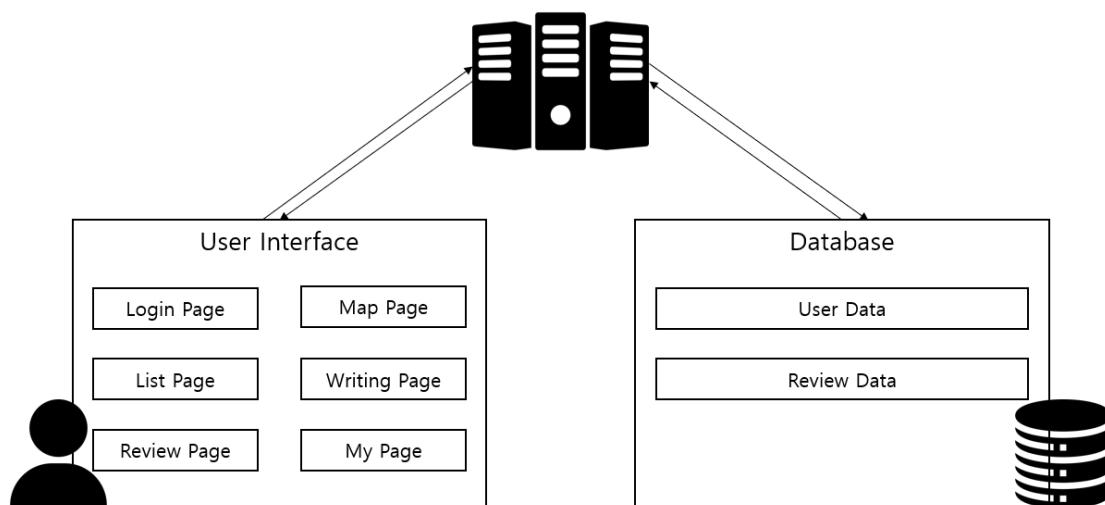 User Interface
Login Page
Map Page
List Page
Writing Page
Review Page
My Page
Database
User Data
Review Data